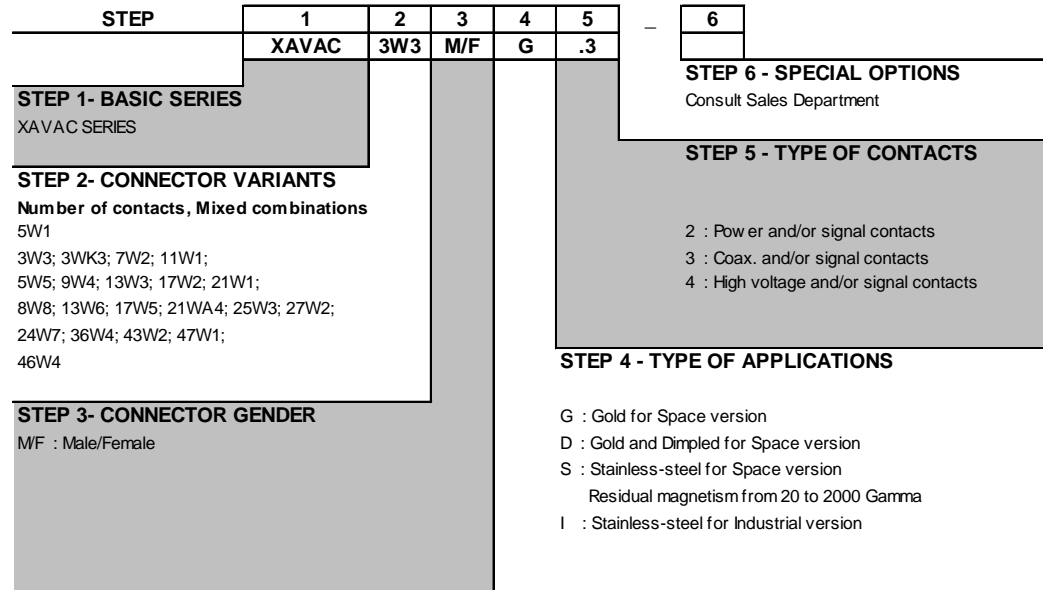 STEP 1 2 3 4 5 _ 6
XAVAC 3W3 M/F G .3
STEP 6 - SPECIAL OPTIONS
Consult Sales Department
STEP 1- BASIC SERIES
XAVAC SERIES
STEP 5 - TYPE OF CONTACTS
2 : Power and/or signal contacts
3 : Coax. and/or signal contacts
4 : High voltage and/or signal contacts
STEP 2- CONNECTOR VARIANTS
Number of contacts, Mixed combinations
5W1
3W3; 3WK3; 7W2; 11W1;
5W5; 9W4; 13W3; 17W2; 21W1;
8W8; 13W6; 17W5; 21WA4; 25W3; 27W2;
24W7; 36W4; 43W2; 47W1;
46W4
STEP 4 - TYPE OF APPLICATIONS
G : Gold for Space version
D : Gold and Dimpled for Space version
S : Stainless-steel for Space version
Residual magnetism from 20 to 2000 Gamma
I : Stainless-steel for Industrial version
STEP 3- CONNECTOR GENDER
M/F : Male/Female